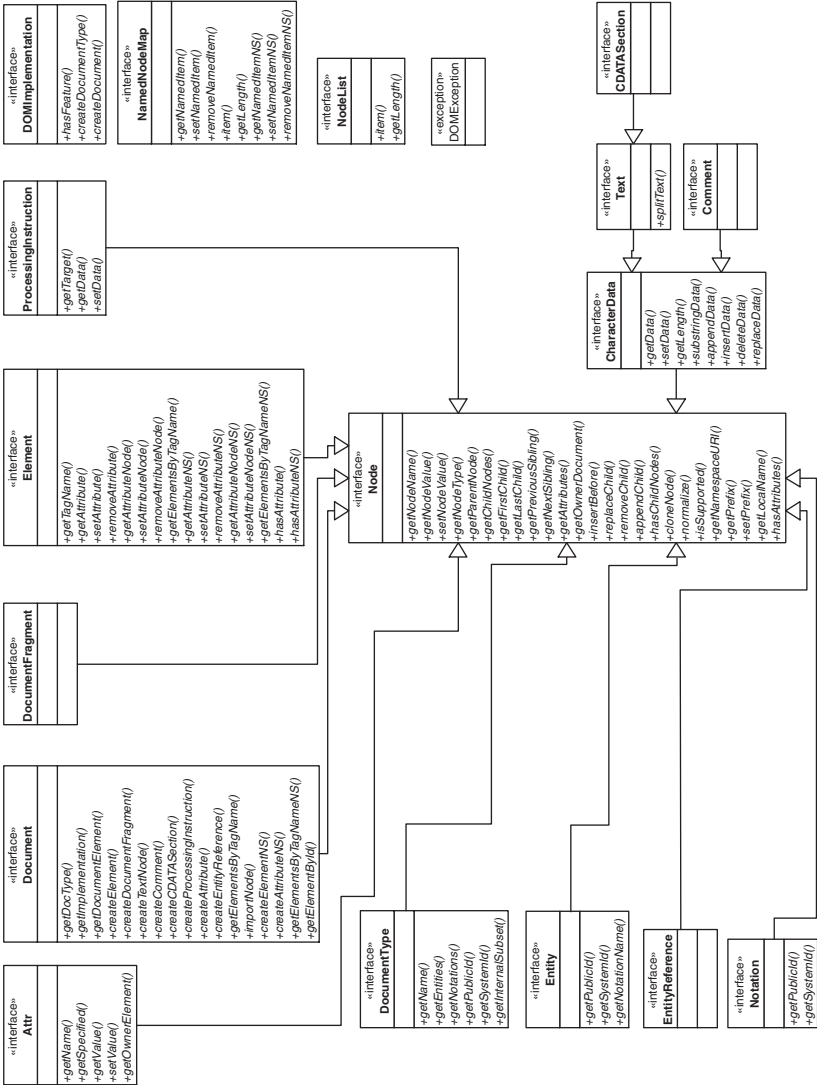 «interface»
Attr
+getName()
+getSpecified()
+getValue()
+setValue()
+getOwnerElement()
«interface»
Document
+getDocType()
+getImplementation()
+getDocumentElement()
+createElement()
+createDocumentFragment()
+createTextNode()
+createComment()
+createCDATASection()
+createProcessingInstruction()
+createAttribute()
+createEntityReference()
+getElementsByTagName()
+importNode()
+createElementNS()
+createAttributeNS()
+getElementsByTagNameNS()
+getElementById()
«interface»
DocumentFragment
«interface»
Element
+getTagName()
+getAttribute()
+setAttribute()
+removeAttribute()
+getAttributeNode()
+setAttributeNode()
+removeAttributeNode()
+getElementsByTagName()
+getAttributeNS()
+setAttributeNS()
+removeAttributeNS()
+getAttributeNodeNS()
+setAttributeNodeNS()
+getElementsByTagNameNS()
+hasAttribute()
+hasAttributeNS()
«interface»
ProcessingInstruction
+getTarget()
+getData()
+setData()
«interface»
DOMImplementation
+hasFeature()
+createDocumentType()
+createDocument()
«interface»
NamedNodeMap
+getNamedItem()
+setNamedItem()
+removeNamedItem()
+item()
+getLength()
+getNamedItemNS()
+setNamedItemNS()
+removeNamedItemNS()
«interface»
NodeList
+item()
+getLength()
«exception»
DOMException
«interface»
DocumentType
+getName()
+getEntities()
+getNotations()
+getPublicId()
+getSystemId()
+getInternalSubset()
«interface»
Node
+getNodeName()
+getNodeValue()
+setNodeValue()
+getNodeType()
+getParentNode()
+getChildNodes()
+getFirstChild()
+getLastChild()
+getPreviousSibling()
+getNextSibling()
+getAttributes()
+getOwnerDocument()
+insertBefore()
+replaceChild()
+removeChild()
+appendChild()
+hasChildNodes()
+cloneNode()
+normalize()
+isSupported()
+getNamespaceURI()
+getPrefix()
+setPrefix()
+getLocalName()
+hasAttributes()
«interface»
Entity
+getPublicId()
+getSystemId()
+getNotationName()
«interface»
EntityReference
«interface»
Notation
+getPublicId()
+getSystemId()
«interface»
CharacterData
+getData()
+setData()
+getLength()
+substringData()
+appendData()
+insertData()
+deleteData()
+replaceData()
«interface»
Text
+splitText()
«interface»
Comment
«interface»
CDATASection